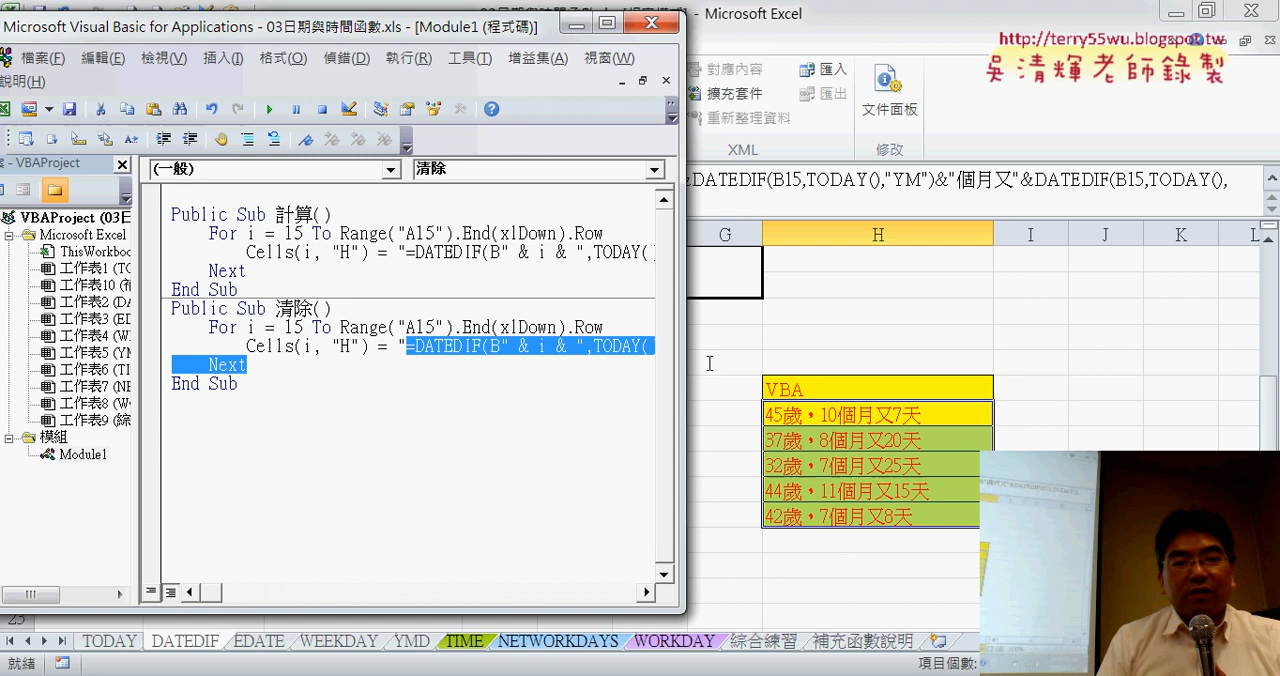 Microsoft Visual Basic for Applications - 03日期與時間函數.xls - [Module1 (程式碼)]
- Microsoft Excel
http://terry55wu.blogspot.tw
吳清輝老師錄製
檔案(F) 編輯(E) 檢視(V) 插入(I) 格式(O) 偵錯(D) 執行(R) 工具(T) 增益集(A) 視窗(W)
說明(H)
對應內容
擴充套件
重新整理資料
匯入
匯出
文件面板
XML
修改
- VBAProject
(一般)
清除
&DATEDIF(B15,TODAY(),"YM")&"個月又"&DATEDIF(B15,TODAY(),
VBAProject (03日
Microsoft Excel
ThisWorkbo
工作表1 (TO
工作表10 (
工作表2 (DA
工作表3 (ED
工作表4 (W
工作表5 (YM
工作表6 (TI
工作表7 (NE
工作表8 (W
工作表9 (綜
模組
Module1
Public Sub 計算()
For i = 15 To Range("A15").End(xlDown).Row
Cells(i, "H") = "=DATEDIF(B" & i & ",TODAY(
Next
End Sub
Public Sub 清除()
For i = 15 To Range("A15").End(xlDown).Row
Cells(i, "H") = "=DATEDIF(B" & i & ",TODAY(
Next
End Sub
G H I J K L
VBA
45歲，10個月又7天
37歲，8個月又20天
32歲，7個月又25天
44歲，11個月又15天
42歲，7個月又8天
TODAY DATEDIF EDATE WEEKDAY YMD TIME NETWORKDAYS WORKDAY 綜合練習 補充函數說明
就緒
項目個數: